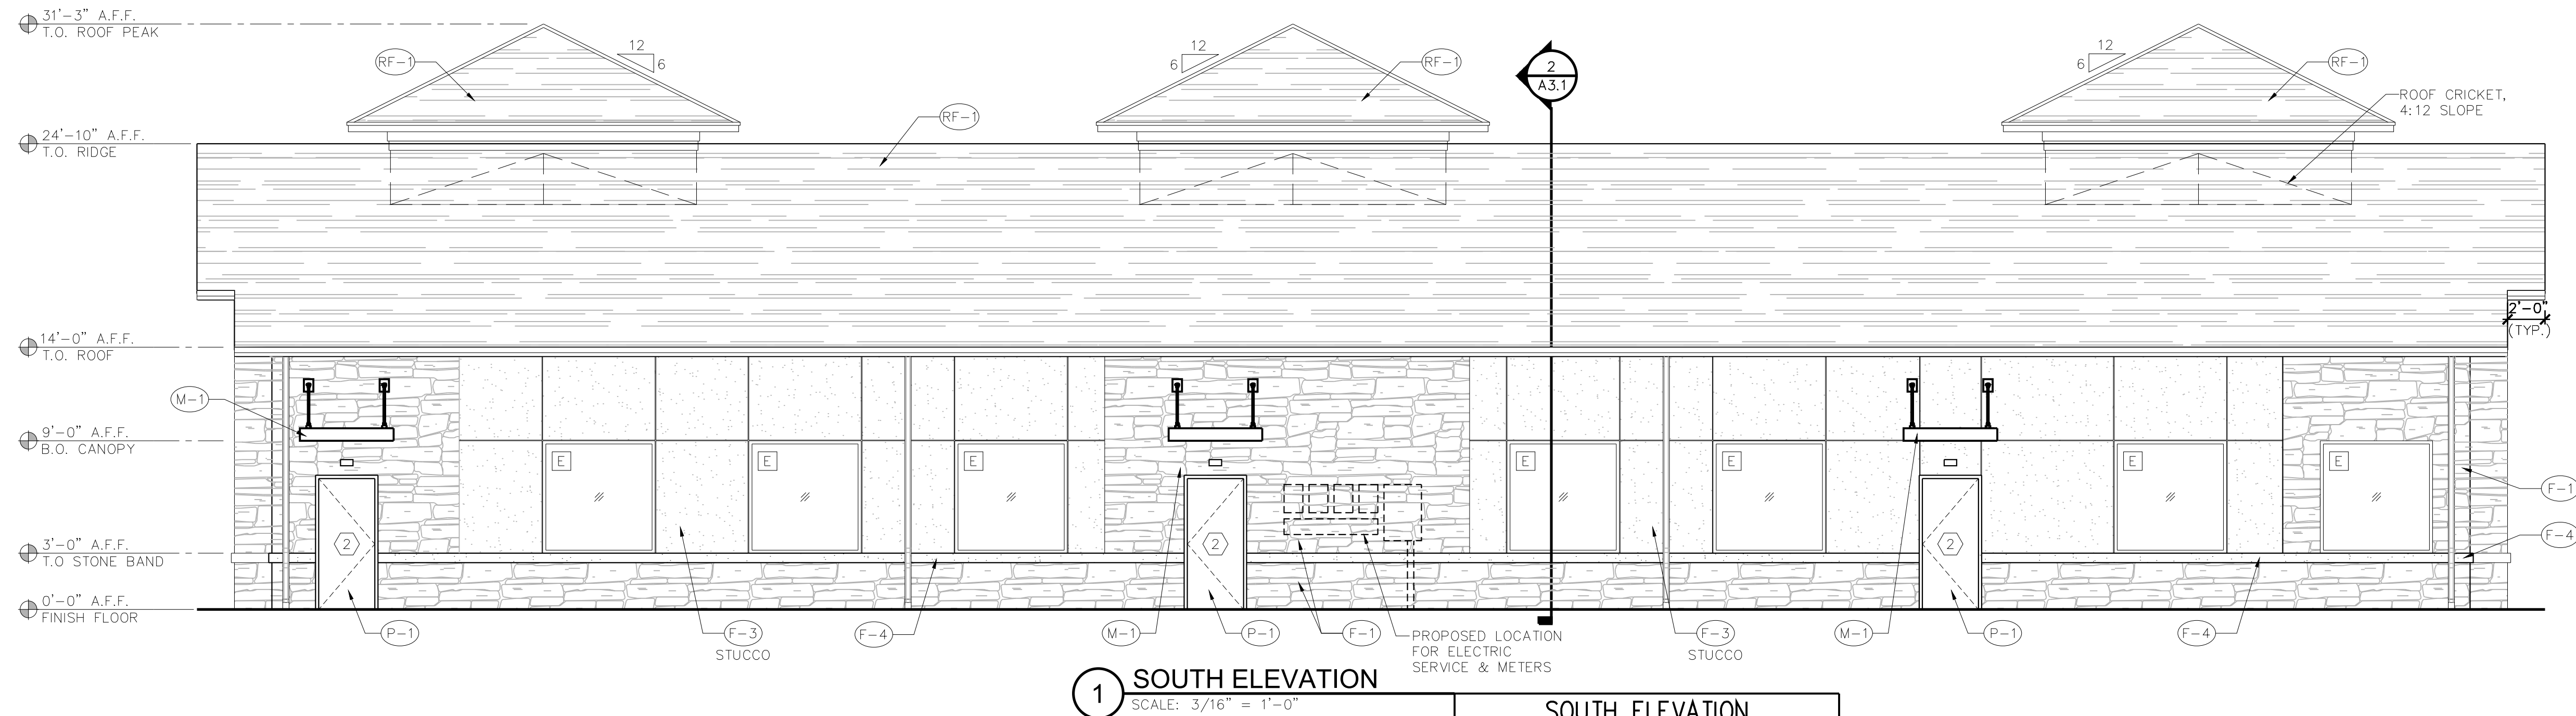 31'-3" A.F.F.
T.O. ROOF PEAK
12
6
RF-1
12
6
RF-1
2
A3.1
12
6
RF-1
ROOF CRICKET,
4:12 SLOPE
RF-1
24'-10" A.F.F.
T.O. RIDGE
2'-0"
(TYP.)
14'-0" A.F.F.
T.O. ROOF
M-1
9'-0" A.F.F.
B.O. CANOPY
E
E
E
E
E
E
E
F-1
2
2
2
F-4
3'-0" A.F.F.
T.O STONE BAND
0'-0" A.F.F.
FINISH FLOOR
P-1
F-3
STUCCO
F-4
M-1
P-1
F-1
PROPOSED LOCATION
FOR ELECTRIC
SERVICE & METERS
F-3
STUCCO
M-1
P-1
F-4
1
SOUTH ELEVATION
SCALE: 3/16" = 1'-0"
SOUTH ELEVATION